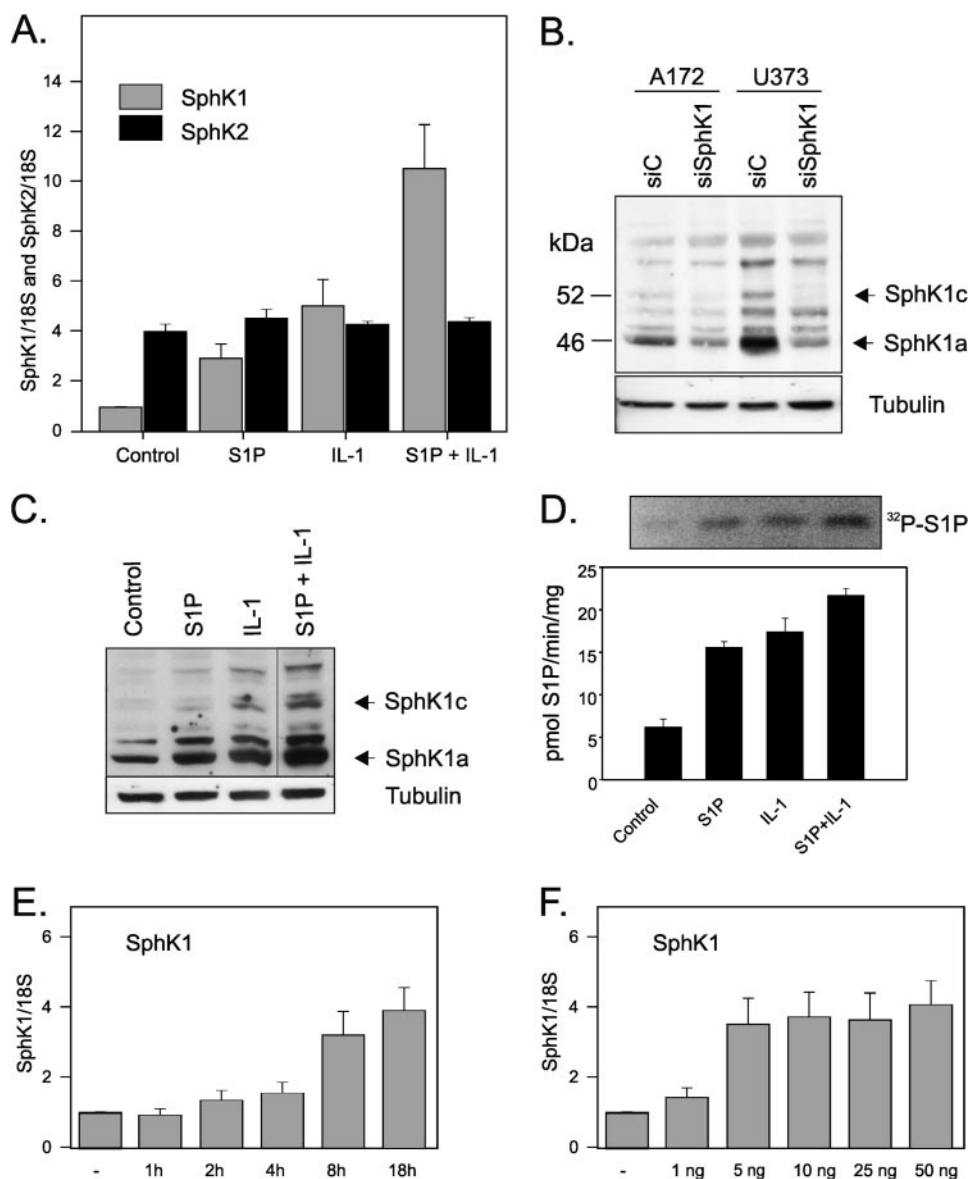 A.
SphK1/18S and SphK2/18S
14
12
10
8
6
4
2
0
SphK1
SphK2
Control S1P IL-1 S1P + IL-1
B.
A172 U373
siC siSphK1 siC siSphK1
kDa
52
46
SphK1c
SphK1a
Tubulin
C.
Control S1P IL-1 S1P + IL-1
SphK1c
SphK1a
Tubulin
D.
³²P-S1P
pmol S1P/min/mg
25
20
15
10
5
0
Control S1P IL-1 S1P+IL-1
E.
SphK1
SphK1/18S
6
4
2
0
- 1h 2h 4h 8h 18h
F.
SphK1
SphK1/18S
6
4
2
0
- 1 ng 5 ng 10 ng 25 ng 50 ng